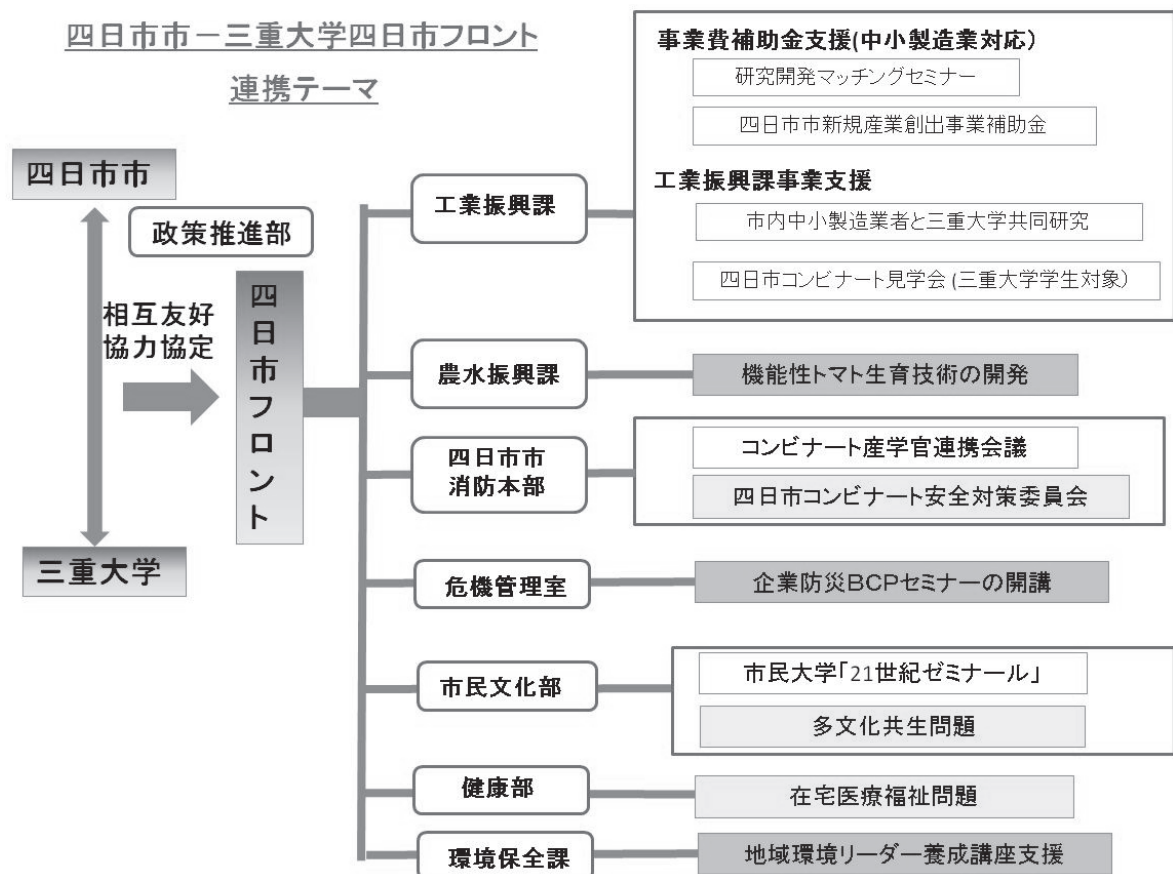 四日市市－三重大学四日市フロント
連携テーマ
四日市市
政策推進部
相互友好
協力協定
四日市フロント
三重大学
工業振興課
事業費補助金支援(中小製造業対応)
研究開発マッチングセミナー
四日市市新規産業創出事業補助金
工業振興課事業支援
市内中小製造業者と三重大学共同研究
四日市コンビナート見学会(三重大学学生対象)
農水振興課
機能性トマト生育技術の開発
四日市市
消防本部
コンビナート産学官連携会議
四日市コンビナート安全対策委員会
危機管理室
企業防災BCPセミナーの開講
市民文化部
市民大学「21世紀ゼミナール」
多文化共生問題
健康部
在宅医療福祉問題
環境保全課
地域環境リーダー養成講座支援